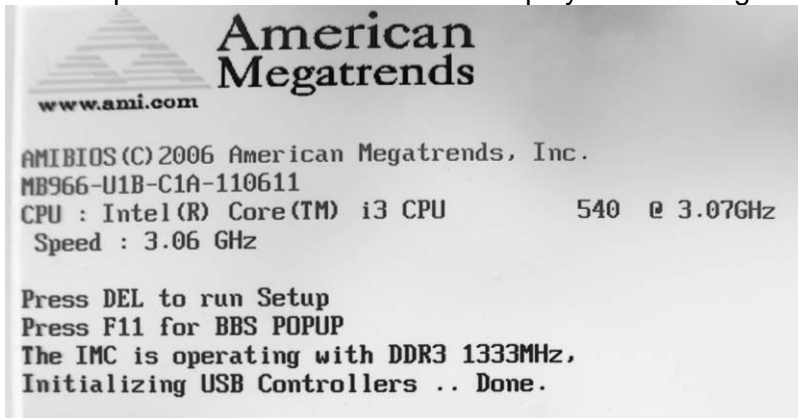 American
Megatrends
www.ami.com
AMIBIOS(C)2006 American Megatrends, Inc.
MB966-U1B-C1A-110611
CPU : Intel(R) Core(TM) i3 CPU 540 @ 3.07GHz
Speed : 3.06 GHz
Press DEL to run Setup
Press F11 for BBS POPUP
The IMC is operating with DDR3 1333MHz,
Initializing USB Controllers .. Done.